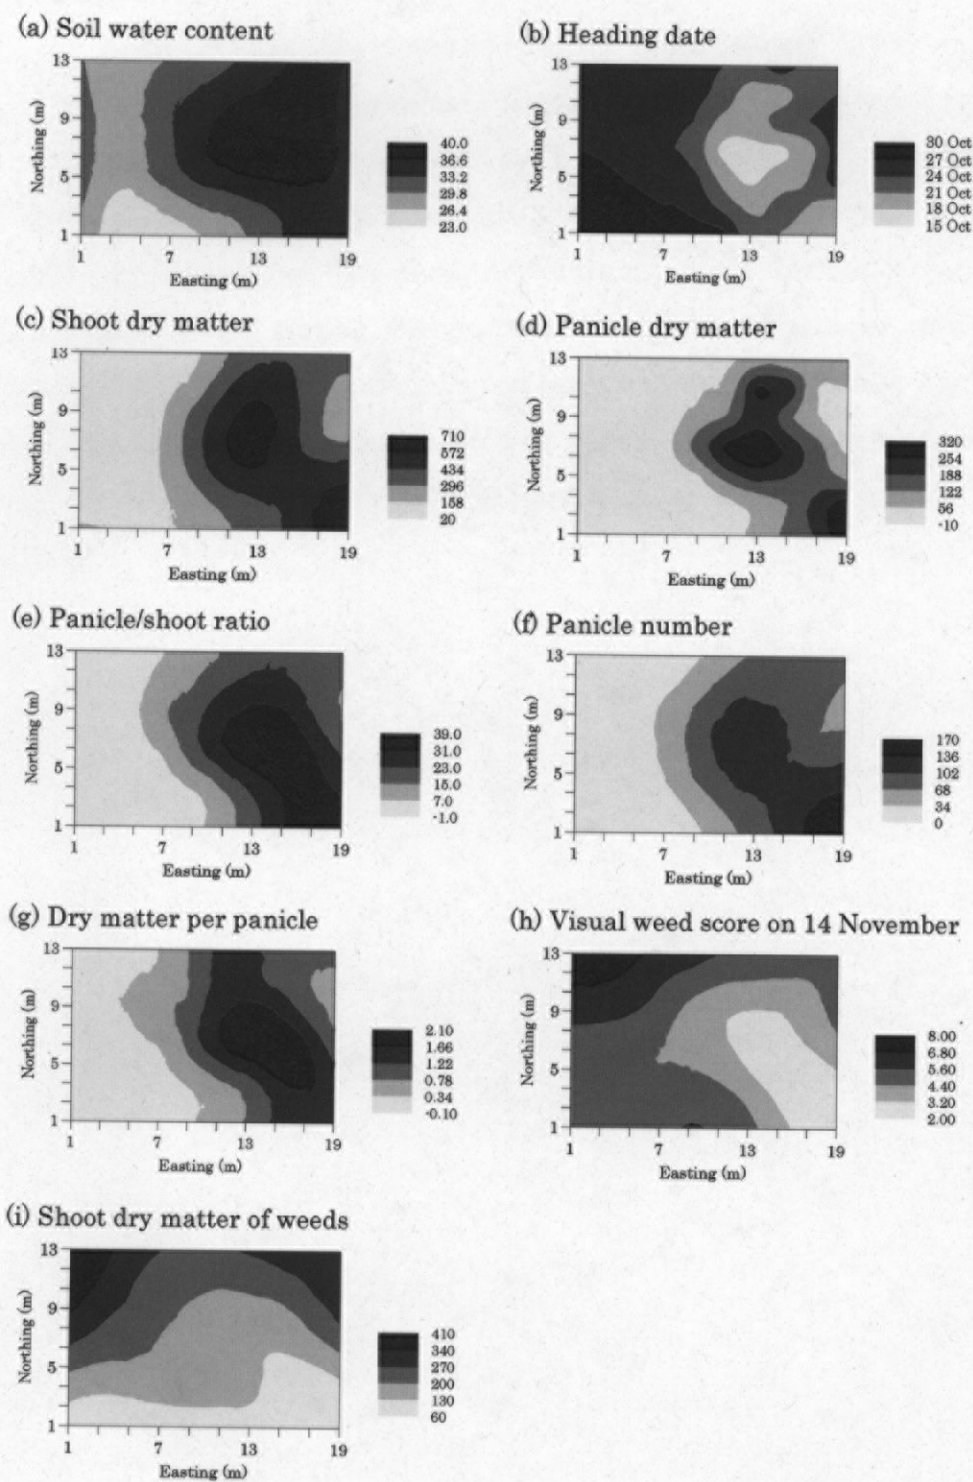 (a) Soil water content
13
9
5
1
Northing (m)
1 7 13 19
Easting (m)
40.0
36.6
33.2
29.8
26.4
23.0
(b) Heading date
13
9
5
1
Northing (m)
1 7 13 19
Easting (m)
30 Oct
27 Oct
24 Oct
21 Oct
18 Oct
15 Oct
(c) Shoot dry matter
13
9
5
1
Northing (m)
1 7 13 19
Easting (m)
710
572
434
296
158
20
(d) Panicle dry matter
13
9
5
1
Northing (m)
1 7 13 19
Easting (m)
320
254
188
122
56
-10
(e) Panicle/shoot ratio
13
9
5
1
Northing (m)
1 7 13 19
Easting (m)
39.0
31.0
23.0
15.0
7.0
-1.0
(f) Panicle number
13
9
5
1
Northing (m)
1 7 13 19
Easting (m)
170
136
102
68
34
0
(g) Dry matter per panicle
13
9
5
1
Northing (m)
1 7 13 19
Easting (m)
2.10
1.66
1.22
0.78
0.34
-0.10
(h) Visual weed score on 14 November
13
9
5
1
Northing (m)
1 7 13 19
Easting (m)
8.00
6.80
5.60
4.40
3.20
2.00
(i) Shoot dry matter of weeds
13
9
5
1
Northing (m)
1 7 13 19
Easting (m)
410
340
270
200
130
60